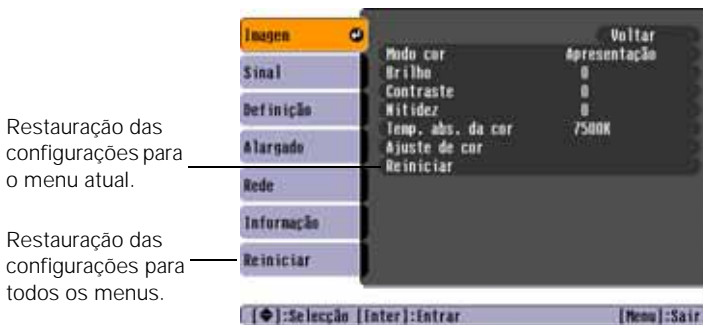 Restauração das
configurações para
o menu atual.
Restauração das
configurações para
todos os menus.
Imagen
Sinal
Definição
Alargado
Rede
Informação
Reiniciar
Voltar
Modo cor Apresentação
Brilho 0
Contraste 0
Nitidez 0
Temp. abs. da cor 7500K
Ajuste de cor
Reiniciar
[◆]:Selecção [Enter]:Entrar [Menu]:Sair